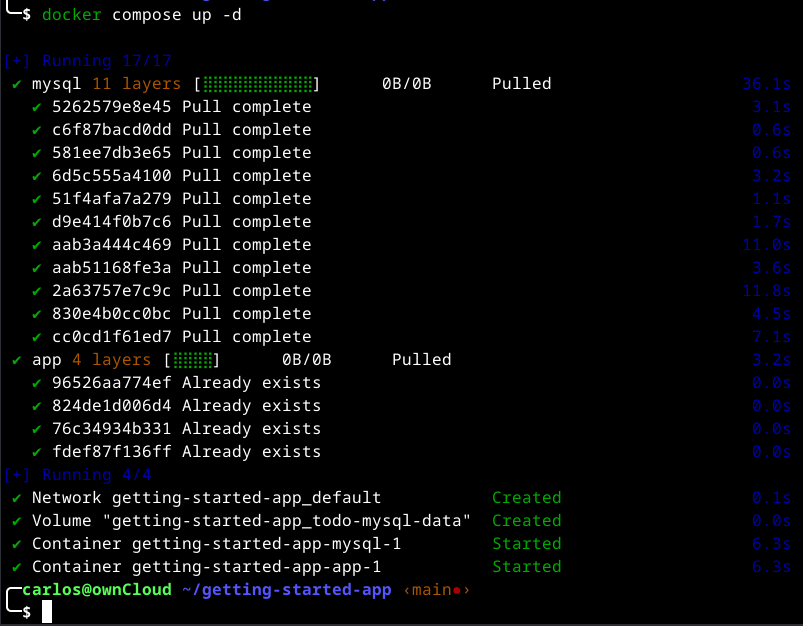 getting-started-app
$ docker compose up -d
[+] Running 17/17
✔ mysql 11 layers [⣿⣿⣿⣿⣿⣿⣿⣿⣿⣿⣿] 0B/0B Pulled 36.1s
✔ 5262579e8e45 Pull complete 3.1s
✔ c6f87bacd0dd Pull complete 0.6s
✔ 581ee7db3e65 Pull complete 0.6s
✔ 6d5c555a4100 Pull complete 3.2s
✔ 51f4afa7a279 Pull complete 1.1s
✔ d9e414f0b7c6 Pull complete 1.7s
✔ aab3a444c469 Pull complete 11.0s
✔ aab51168fe3a Pull complete 3.6s
✔ 2a63757e7c9c Pull complete 11.8s
✔ 830e4b0cc0bc Pull complete 4.5s
✔ cc0cd1f61ed7 Pull complete 7.1s
✔ app 4 layers [⣿⣿⣿⣿] 0B/0B Pulled 3.2s
✔ 96526aa774ef Already exists 0.0s
✔ 824de1d006d4 Already exists 0.0s
✔ 76c34934b331 Already exists 0.0s
✔ fdef87f136ff Already exists 0.0s
[+] Running 4/4
✔ Network getting-started-app_default Created 0.1s
✔ Volume "getting-started-app_todo-mysql-data" Created 0.0s
✔ Container getting-started-app-mysql-1 Started 6.3s
✔ Container getting-started-app-app-1 Started 6.3s
carlos@ownCloud ~/getting-started-app ‹main●›
$